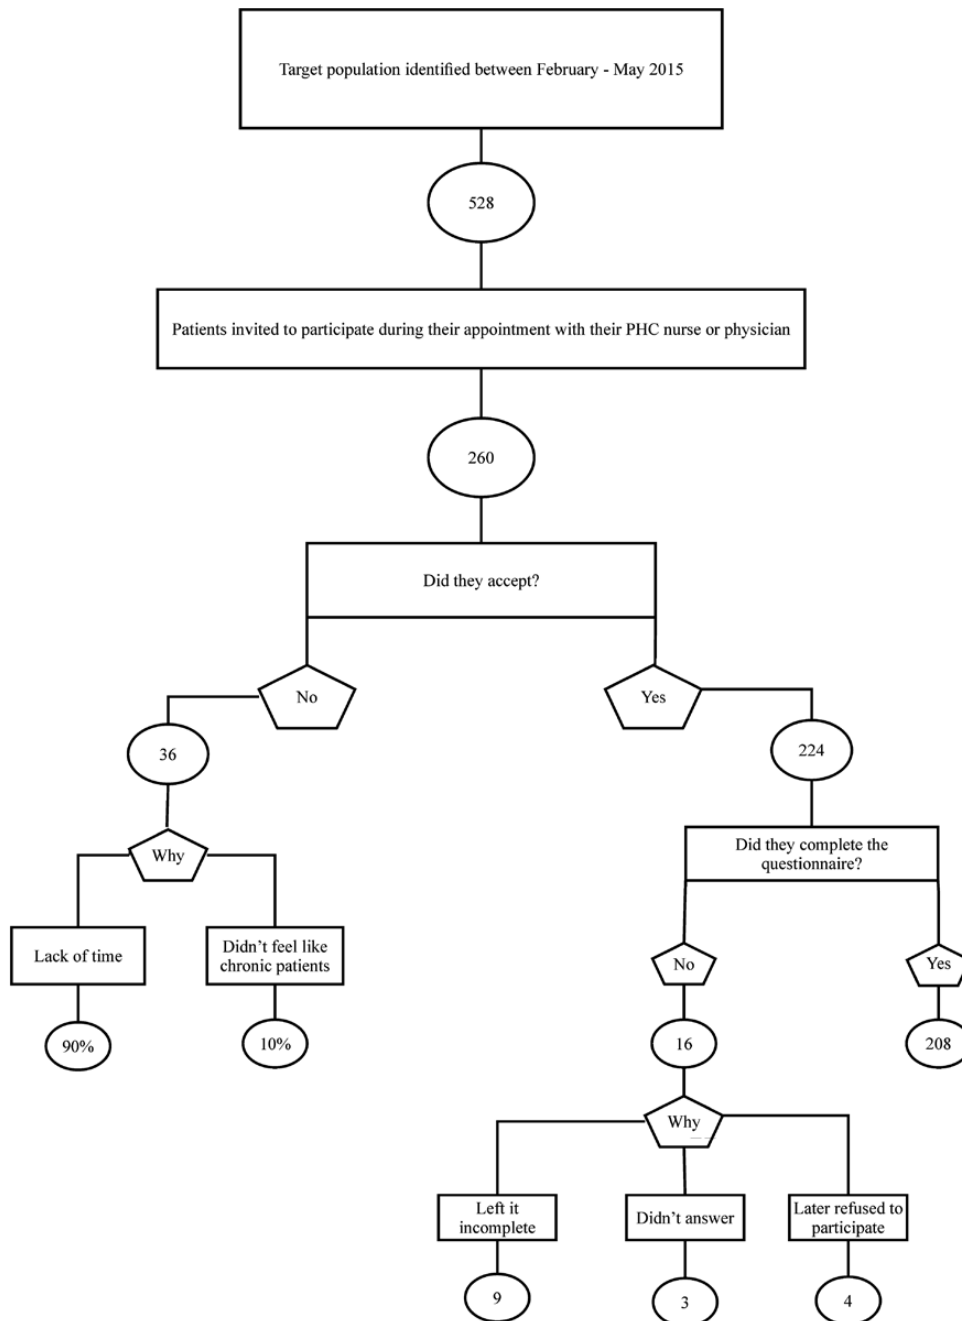 Target population identified between February - May 2015
528
Patients invited to participate during their appointment with their PHC nurse or physician
260
Did they accept?
No
Yes
36
224
Why
Did they complete the
questionnaire?
Lack of time
Didn’t feel like
chronic patients
No
Yes
90%
10%
16
208
Why
Left it
incomplete
Didn’t answer
Later refused to
participate
9
3
4